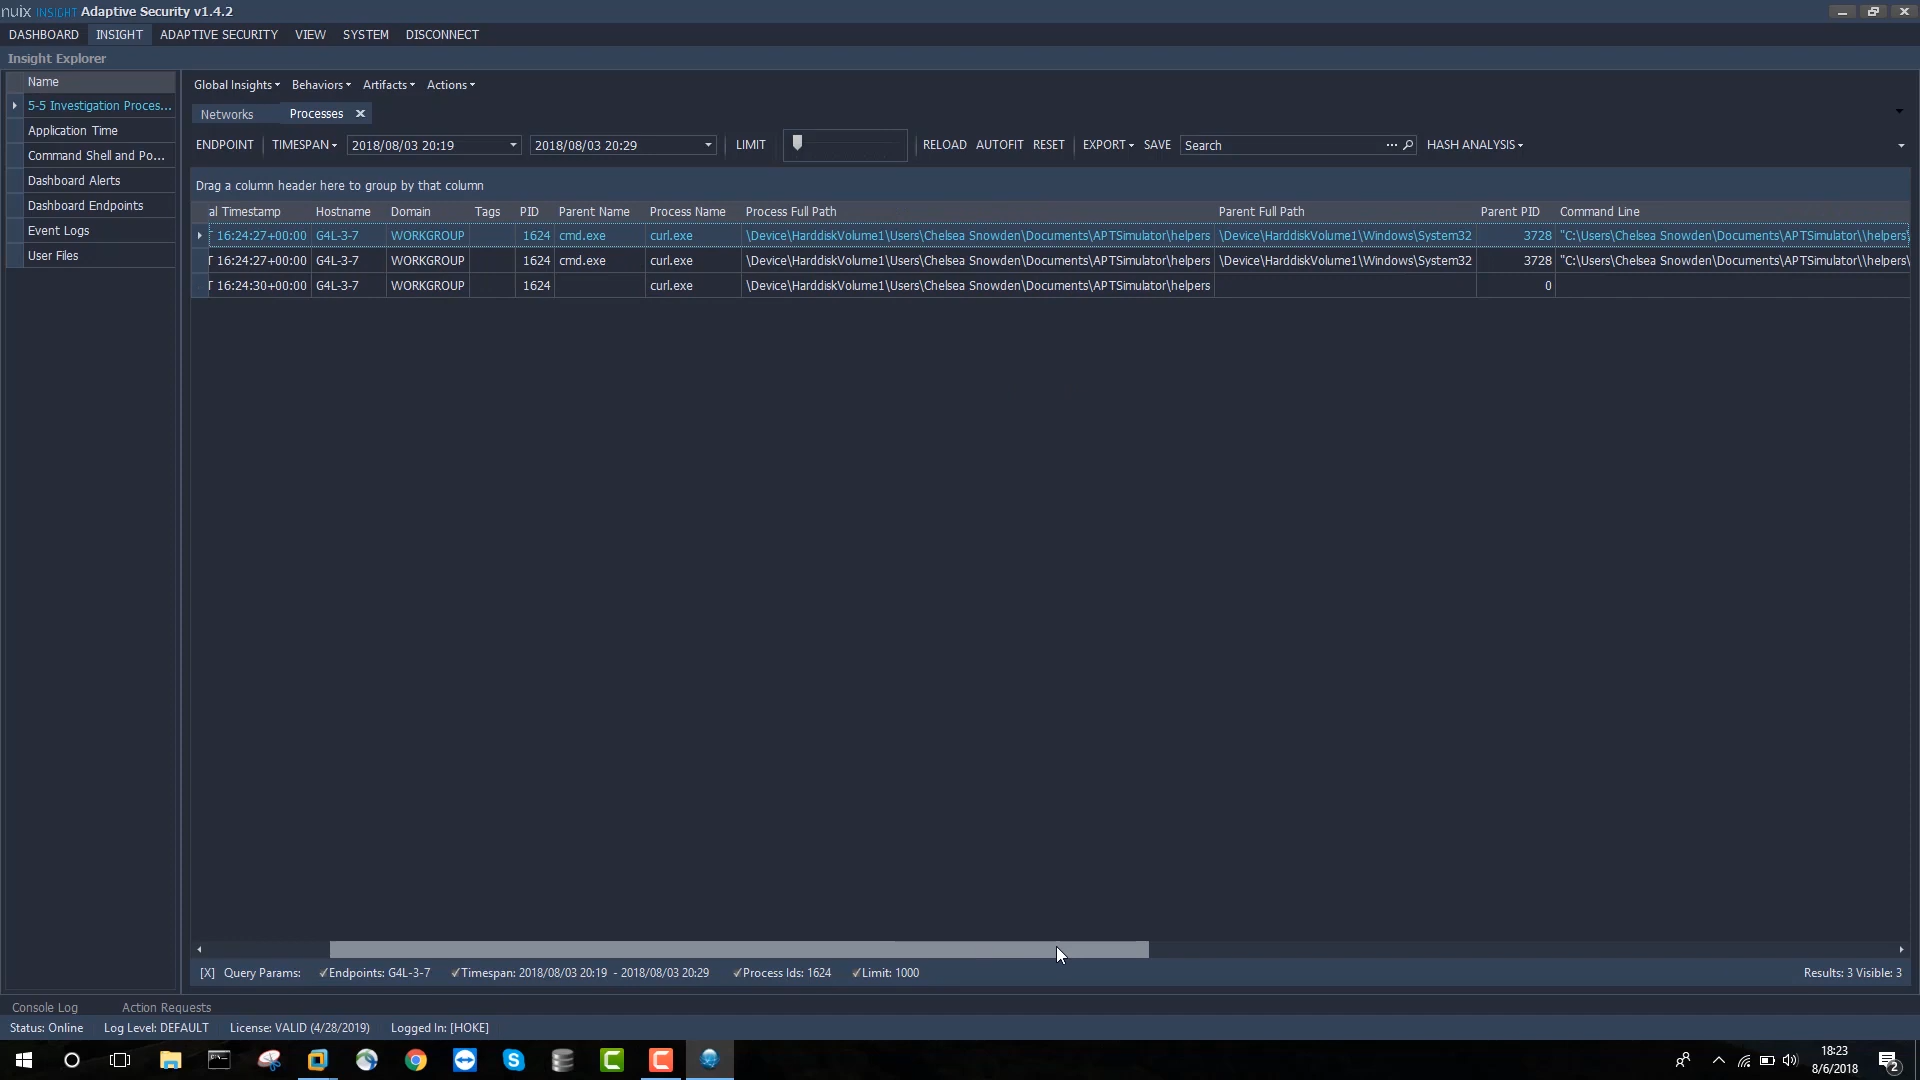 nuix INSIGHT Adaptive Security v1.4.2
DASHBOARD INSIGHT ADAPTIVE SECURITY VIEW SYSTEM DISCONNECT
Insight Explorer
Name
5-5 Investigation Proces...
Application Time
Command Shell and Po...
Dashboard Alerts
Dashboard Endpoints
Event Logs
User Files
Global Insights Behaviors Artifacts Actions
Networks Processes
ENDPOINT TIMESPAN 2018/08/03 20:19 2018/08/03 20:29 LIMIT RELOAD AUTOFIT RESET EXPORT SAVE Search HASH ANALYSIS
Drag a column header here to group by that column
al Timestamp Hostname Domain Tags PID Parent Name Process Name Process Full Path Parent Full Path Parent PID Command Line
T 16:24:27+00:00 G4L-3-7 WORKGROUP 1624 cmd.exe curl.exe \Device\HarddiskVolume1\Users\Chelsea Snowden\Documents\APTSimulator\helpers \Device\HarddiskVolume1\Windows\System32 3728 "C:\Users\Chelsea Snowden\Documents\APTSimulator\\helpers\
T 16:24:27+00:00 G4L-3-7 WORKGROUP 1624 cmd.exe curl.exe \Device\HarddiskVolume1\Users\Chelsea Snowden\Documents\APTSimulator\helpers \Device\HarddiskVolume1\Windows\System32 3728 "C:\Users\Chelsea Snowden\Documents\APTSimulator\\helpers\
T 16:24:30+00:00 G4L-3-7 WORKGROUP 1624 curl.exe \Device\HarddiskVolume1\Users\Chelsea Snowden\Documents\APTSimulator\helpers 0
[X] Query Params: ✓Endpoints: G4L-3-7 ✓Timespan: 2018/08/03 20:19 - 2018/08/03 20:29 ✓Process Ids: 1624 ✓Limit: 1000 Results: 3 Visible: 3
Console Log Action Requests
Status: Online Log Level: DEFAULT License: VALID (4/28/2019) Logged In: [HOKE]
18:23
8/6/2018
2